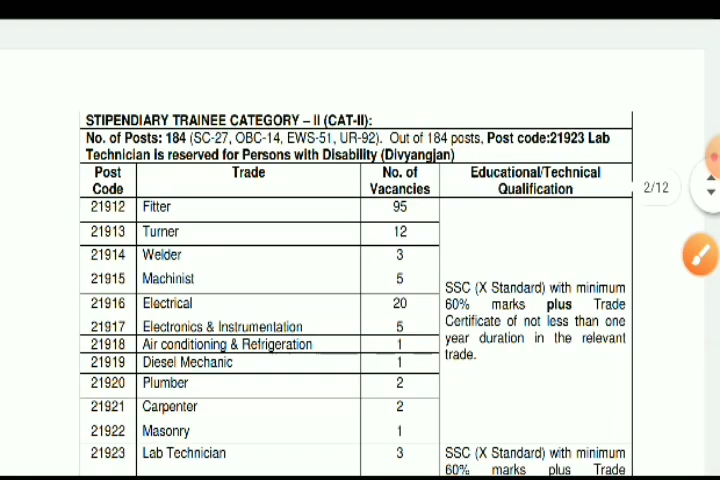 STIPENDIARY TRAINEE CATEGORY – II (CAT-II):
No. of Posts: 184 (SC-27, OBC-14, EWS-51, UR-92). Out of 184 posts, Post code:21923 Lab
Technician is reserved for Persons with Disability (Divyangjan)
Post Code Trade No. of Vacancies Educational/Technical Qualification
21912 Fitter 95
21913 Turner 12
21914 Welder 3
21915 Machinist 5
21916 Electrical 20
21917 Electronics & Instrumentation 5
21918 Air conditioning & Refrigeration 1
21919 Diesel Mechanic 1
21920 Plumber 2
21921 Carpenter 2
21922 Masonry 1
SSC (X Standard) with minimum
60% marks plus Trade
Certificate of not less than one
year duration in the relevant
trade.
21923 Lab Technician 3 SSC (X Standard) with minimum
60% marks plus Trade
2/12